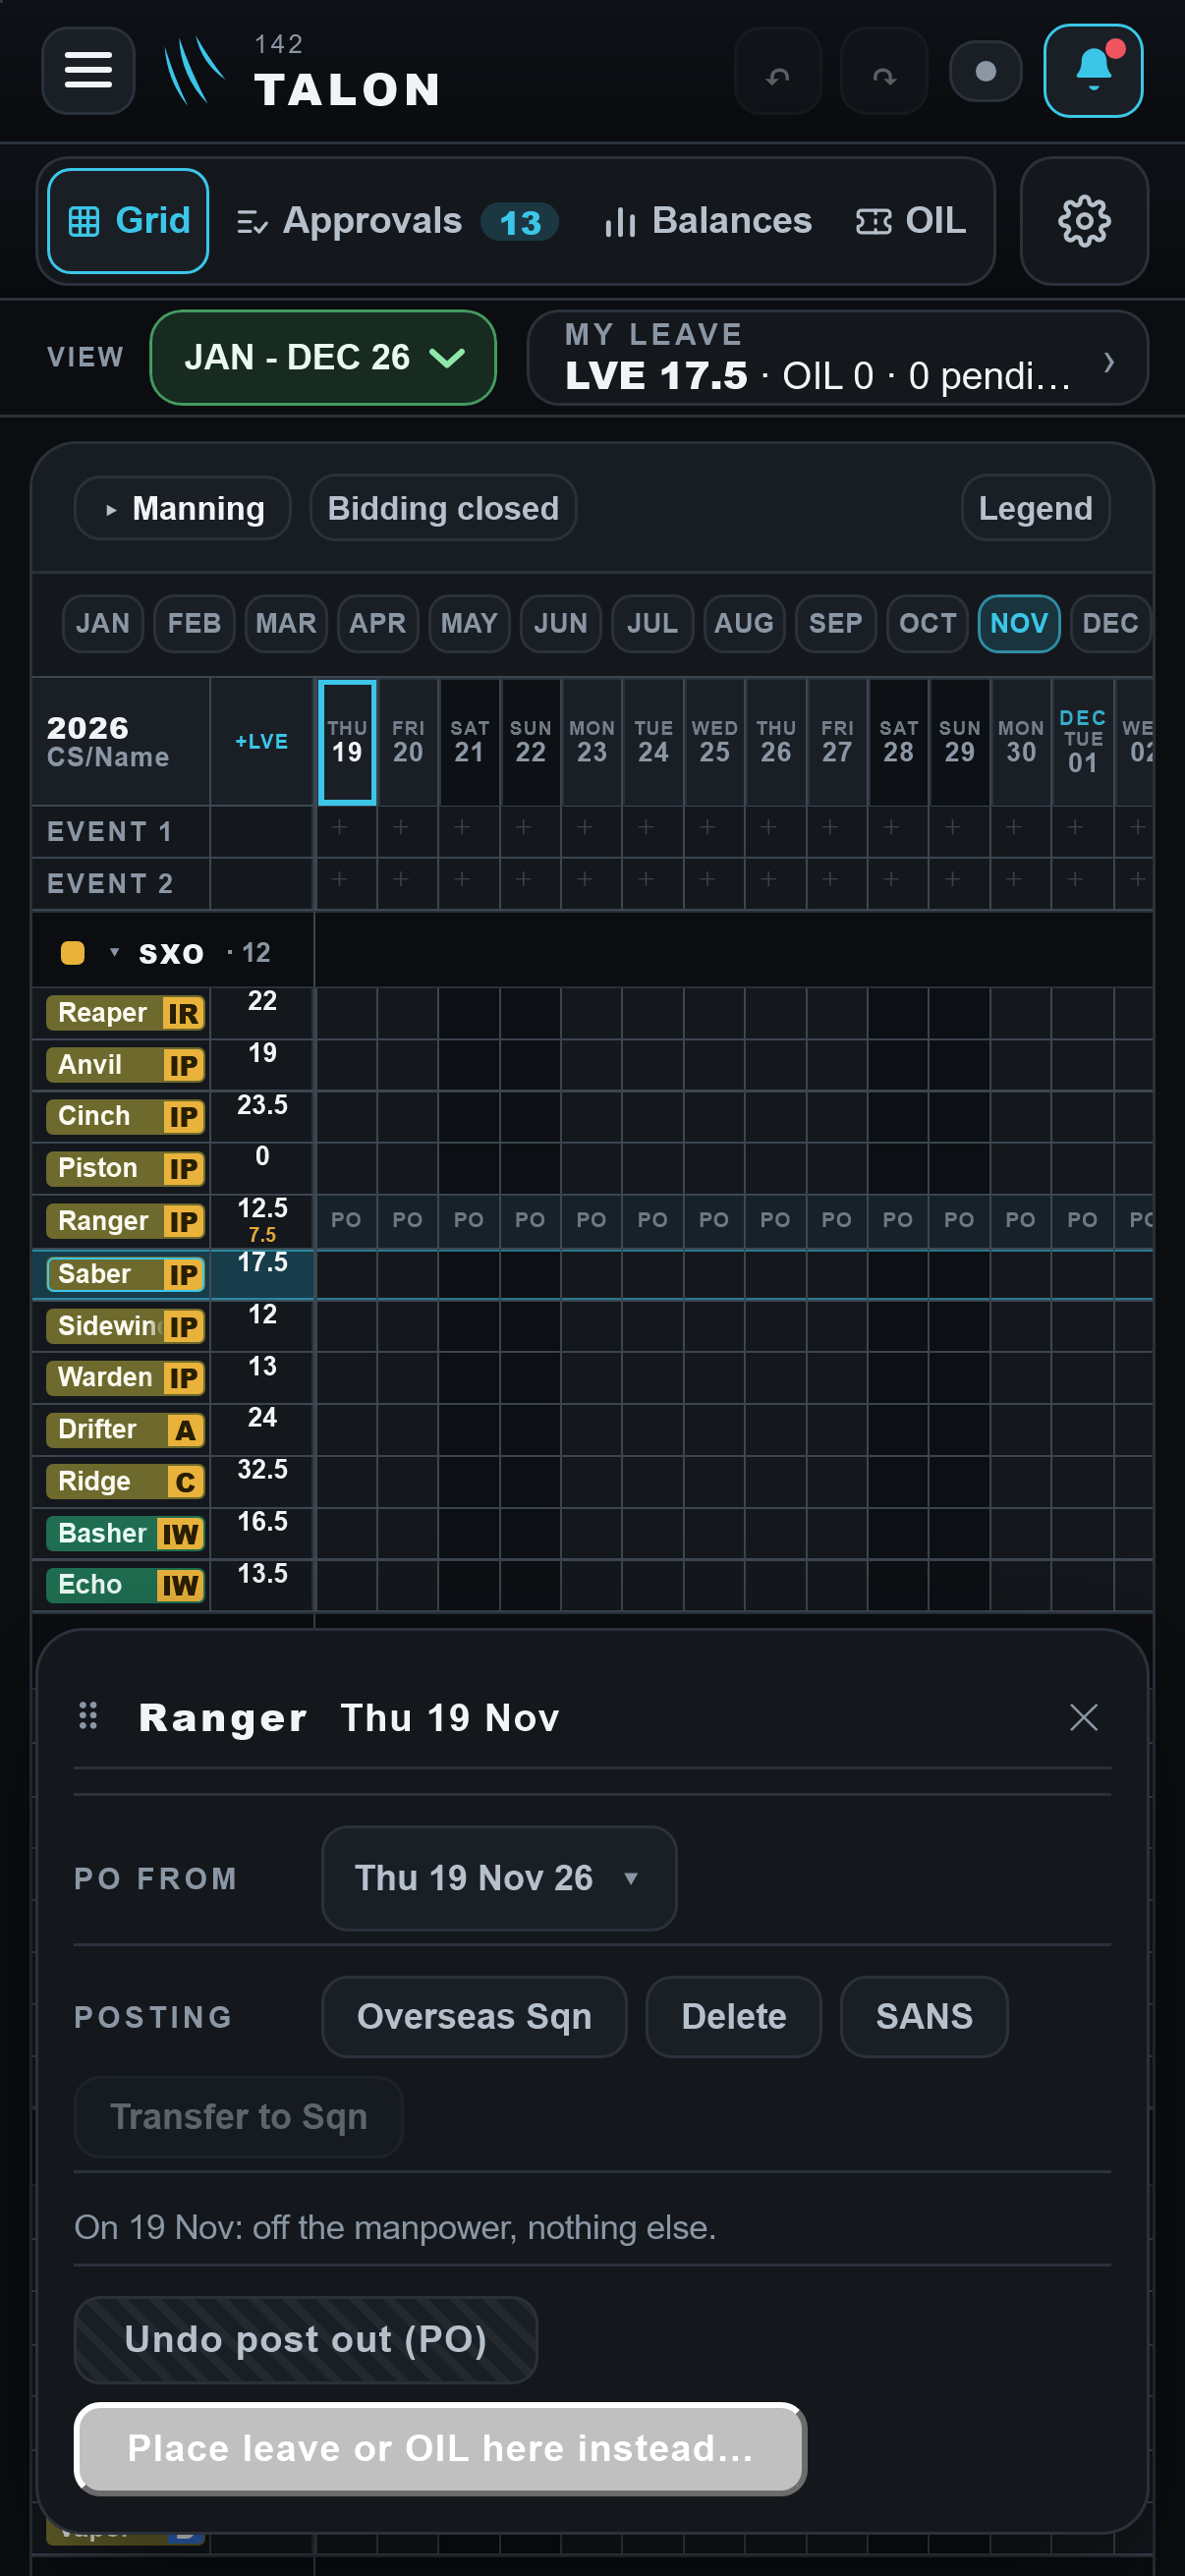 142
TALON
Grid Approvals 13 Balances OIL
VIEW JAN - DEC 26 MY LEAVE
LVE 17.5 · OIL 0 · 0 pendi… ›
Manning Bidding closed Legend
JAN FEB MAR APR MAY JUN JUL AUG SEP OCT NOV DEC
2026
CS/Name
+LVE
THU 19 FRI 20 SAT 21 SUN 22 MON 23 TUE 24 WED 25 THU 26 FRI 27 SAT 28 SUN 29 MON 30 DEC TUE 01 WE 02
EVENT 1 + + + + + + + + + + + + + +
EVENT 2 + + + + + + + + + + + + + +
sxo · 12
Reaper IR 22
Anvil IP 19
Cinch IP 23.5
Piston IP 0
Ranger IP 12.5 7.5 PO PO PO PO PO PO PO PO PO PO PO PO PO PO
Saber IP 17.5
Sidewin IP 12
Warden IP 13
Drifter A 24
Ridge C 32.5
Basher IW 16.5
Echo IW 13.5
Ranger Thu 19 Nov
PO FROM Thu 19 Nov 26
POSTING Overseas Sqn Delete SANS
Transfer to Sqn
On 19 Nov: off the manpower, nothing else.
Undo post out (PO)
Place leave or OIL here instead…